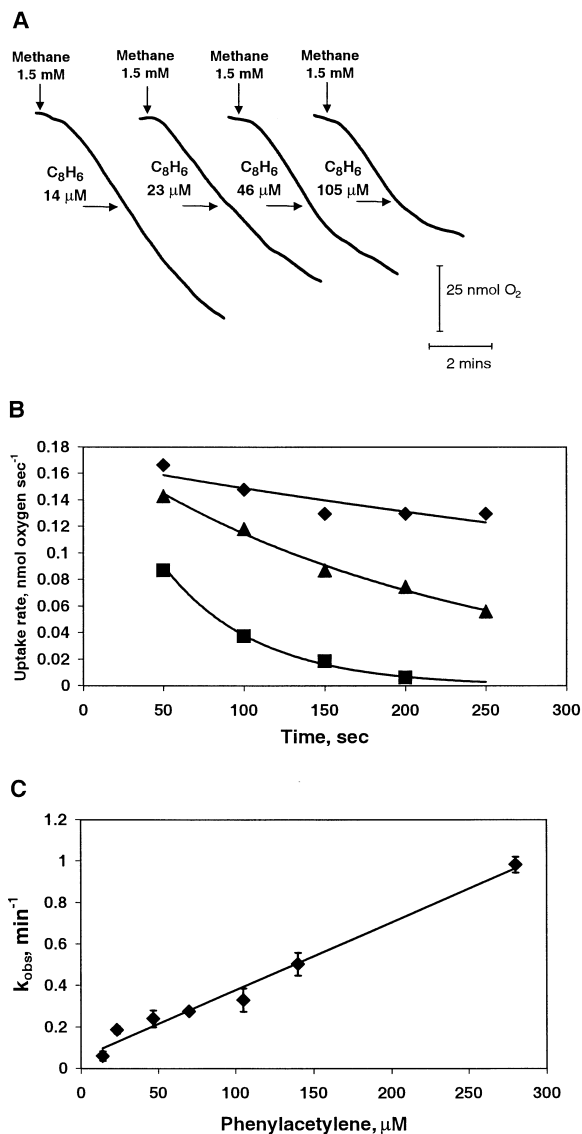 A
Methane Methane Methane Methane
1.5 mM 1.5 mM 1.5 mM 1.5 mM
C8H6 C8H6 C8H6 C8H6
14 µM 23 µM 46 µM 105 µM
25 nmol O2
2 mins
B
Uptake rate, nmol oxygen sec-1
0.18
0.16
0.14
0.12
0.1
0.08
0.06
0.04
0.02
0
0 50 100 150 200 250 300
Time, sec
C
kobs, min-1
1.2
1
0.8
0.6
0.4
0.2
0
0 50 100 150 200 250 300
Phenylacetylene, µM